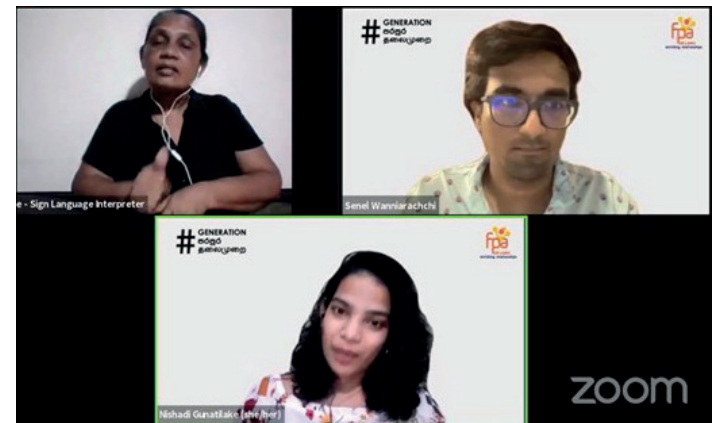 e - Sign Language Interpreter
# GENERATION
පරපුර
தலைமுறை
fpa
Senel Wanniarachchi
# GENERATION
පරපුර
தலைமுறை
fpa
Nishadi Gunatilake (she/her)
zoom